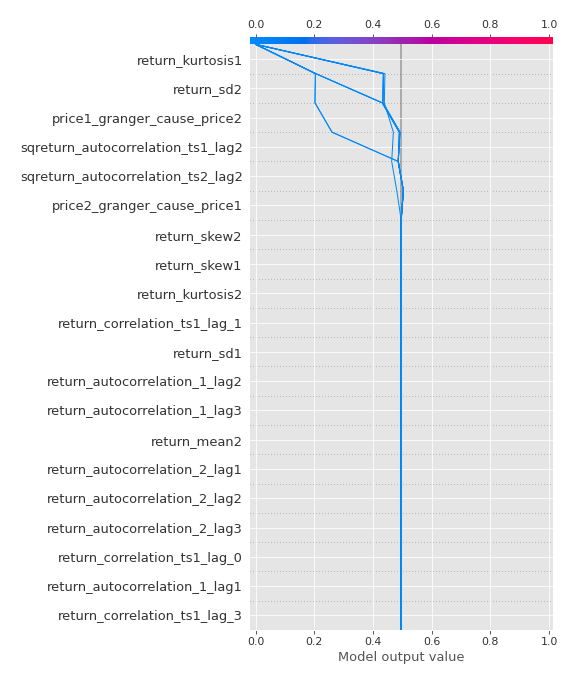 0.0 0.2 0.4 0.6 0.8 1.0
return_kurtosis1
return_sd2
price1_granger_cause_price2
sqreturn_autocorrelation_ts1_lag2
sqreturn_autocorrelation_ts2_lag2
price2_granger_cause_price1
return_skew2
return_skew1
return_kurtosis2
return_correlation_ts1_lag_1
return_sd1
return_autocorrelation_1_lag2
return_autocorrelation_1_lag3
return_mean2
return_autocorrelation_2_lag1
return_autocorrelation_2_lag2
return_autocorrelation_2_lag3
return_correlation_ts1_lag_0
return_autocorrelation_1_lag1
return_correlation_ts1_lag_3
0.0 0.2 0.4 0.6 0.8 1.0
Model output value